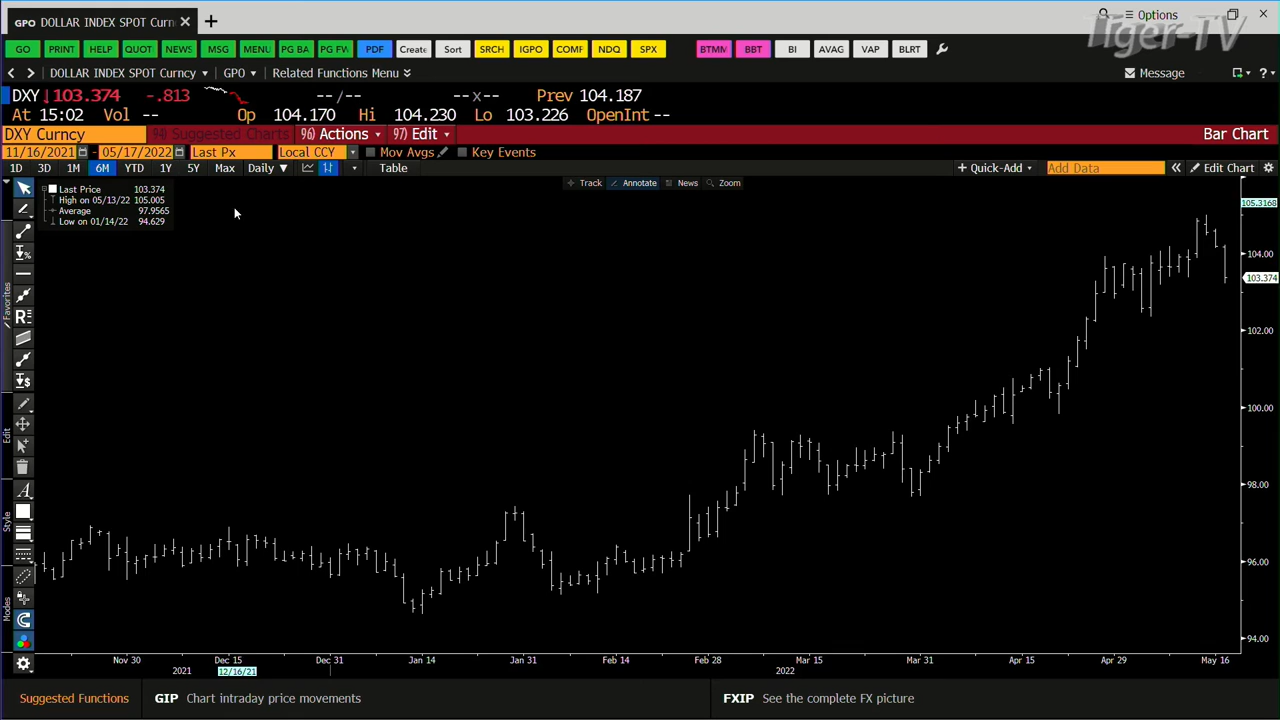 GPO DOLLAR INDEX SPOT Curn
Options
Tiger-TV
GO PRINT HELP QUOT NEWS MSG MENU PG BA PG FW PDF Create Sort SRCH IGPO COMF NDQ SPX BTMM BBT BI AVAG VAP BLRT
DOLLAR INDEX SPOT Curncy GPO Related Functions Menu Message
DXY 103.374 -.813 --/-- --x-- Prev 104.187
At 15:02 Vol -- Op 104.170 Hi 104.230 Lo 103.226 OpenInt --
DXY Curncy 94) Suggested Charts 96) Actions 97) Edit Bar Chart
11/16/2021 - 05/17/2022 Last Px Local CCY Mov Avgs Key Events
1D 3D 1M 6M YTD 1Y 5Y Max Daily Table + Quick-Add Add Data Edit Chart
Track Annotate News Zoom
Last Price 103.374
High on 05/13/22 105.005
Average 97.9565
Low on 01/14/22 94.629
Favorites
Edit
Style
Modes
105.3168
104.00
103.374
102.00
100.00
98.00
96.00
94.00
Nov 30 Dec 15 Dec 31 Jan 14 Jan 31 Feb 14 Feb 28 Mar 15 Mar 31 Apr 15 Apr 29 May 16
2021 12/16/21 2022
Suggested Functions GIP Chart intraday price movements FXIP See the complete FX picture